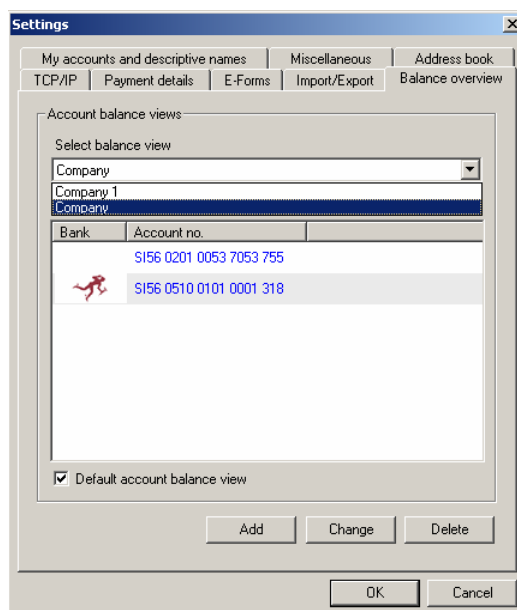 Settings
My accounts and descriptive names Miscellaneous Address book
TCP/IP Payment details E-Forms Import/Export Balance overview
Account balance views
Select balance view
Company
Company 1
Company
Bank Account no.
SI56 0201 0053 7053 755
SI56 0510 0101 0001 318
Default account balance view
Add Change Delete
OK Cancel